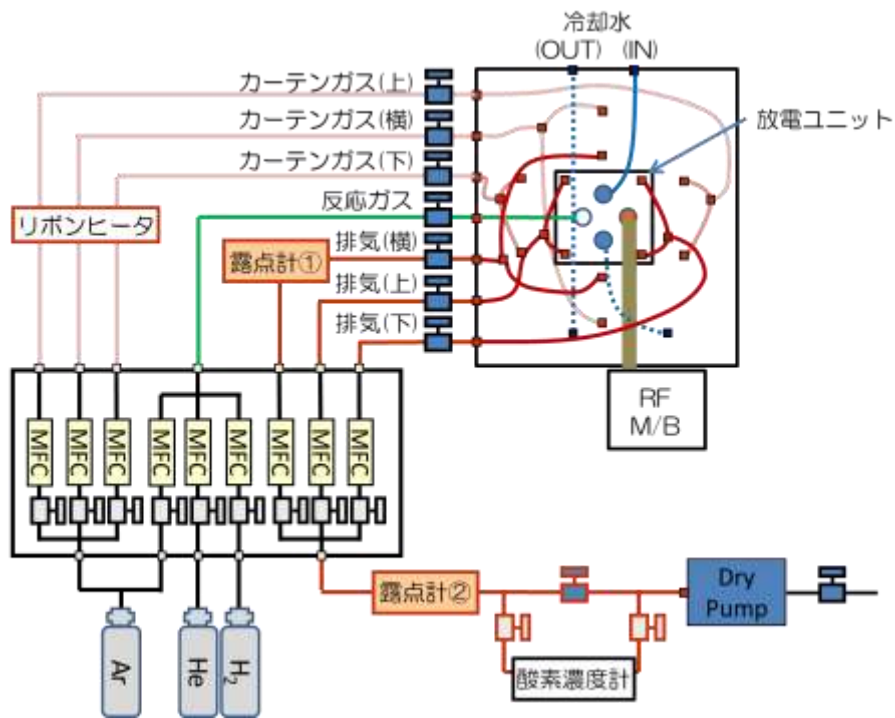 冷却水
(OUT) (IN)
カーテンガス(上)
カーテンガス(横)
カーテンガス(下)
反応ガス
排気(横)
排気(上)
排気(下)
放電ユニット
リボンヒータ
露点計①
RF
M/B
MFC
MFC
MFC
MFC
MFC
MFC
MFC
MFC
MFC
露点計②
Dry
Pump
酸素濃度計
Ar
He
H₂